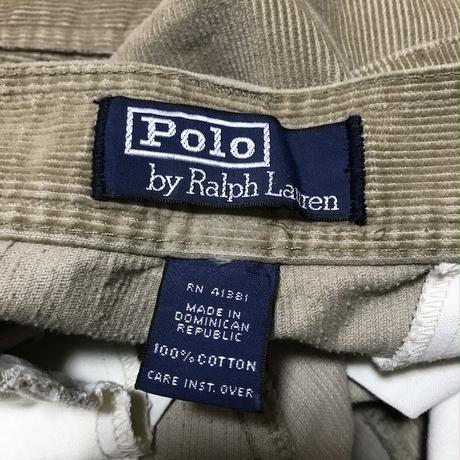 Polo
by Ralph Lauren
RN 41381
MADE IN
DOMINICAN
REPUBLIC
100% COTTON
CARE INST. OVER